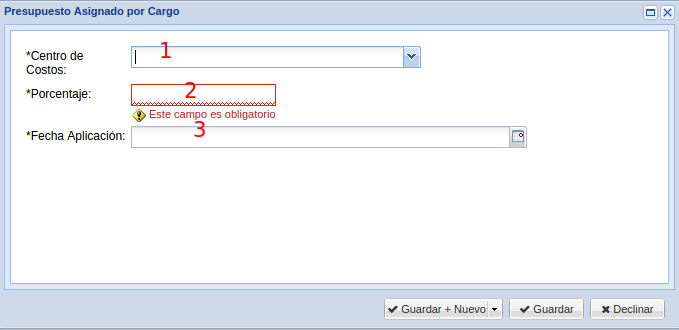 Presupuesto Asignado por Cargo
*Centro de Costos:
1
*Porcentaje:
2
Este campo es obligatorio
*Fecha Aplicación:
3
Guardar + Nuevo
Guardar
Declinar